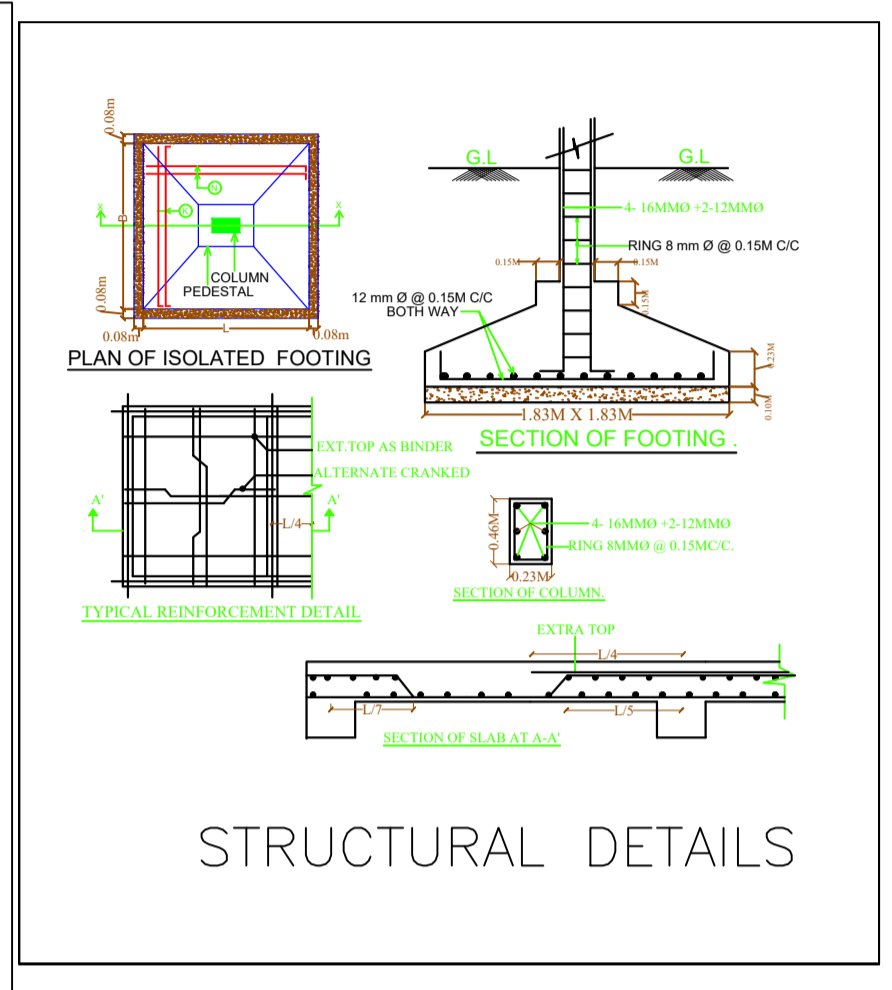 0.08m
x
N
K
B
x
COLUMN
PEDESTAL
0.08m
0.08m
L
0.08m
PLAN OF ISOLATED FOOTING
G.L
G.L
4- 16MMØ +2-12MMØ
RING 8 mm Ø @ 0.15M C/C
0.15M
0.15M
0.15M
12 mm Ø @ 0.15M C/C
BOTH WAY
0.23M
0.10M
1.83M X 1.83M
SECTION OF FOOTING .
EXT.TOP AS BINDER
ALTERNATE CRANKED
A'
A'
L/4
TYPICAL REINFORCEMENT DETAIL
0.46M
4- 16MMØ +2-12MMØ
RING 8MMØ @ 0.15MC/C.
0.23M
SECTION OF COLUMN.
EXTRA TOP
L/4
L/7
L/5
SECTION OF SLAB AT A-A'
STRUCTURAL DETAILS